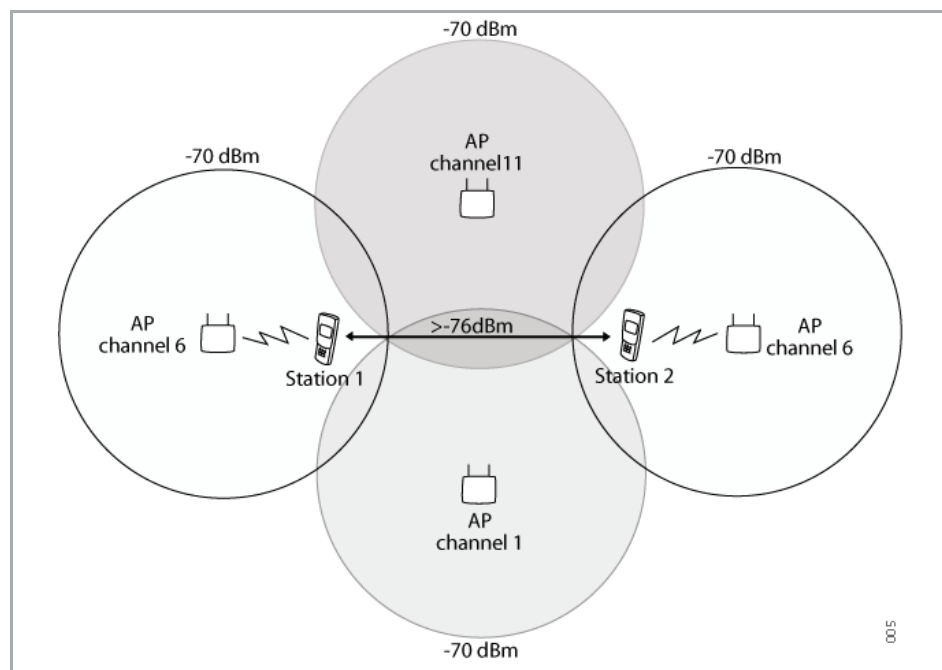 -70 dBm
AP
channel11
-70 dBm
-70 dBm
AP
channel 6
Station 1
>-76dBm
Station 2
AP
channel 6
AP
channel 1
-70 dBm
005